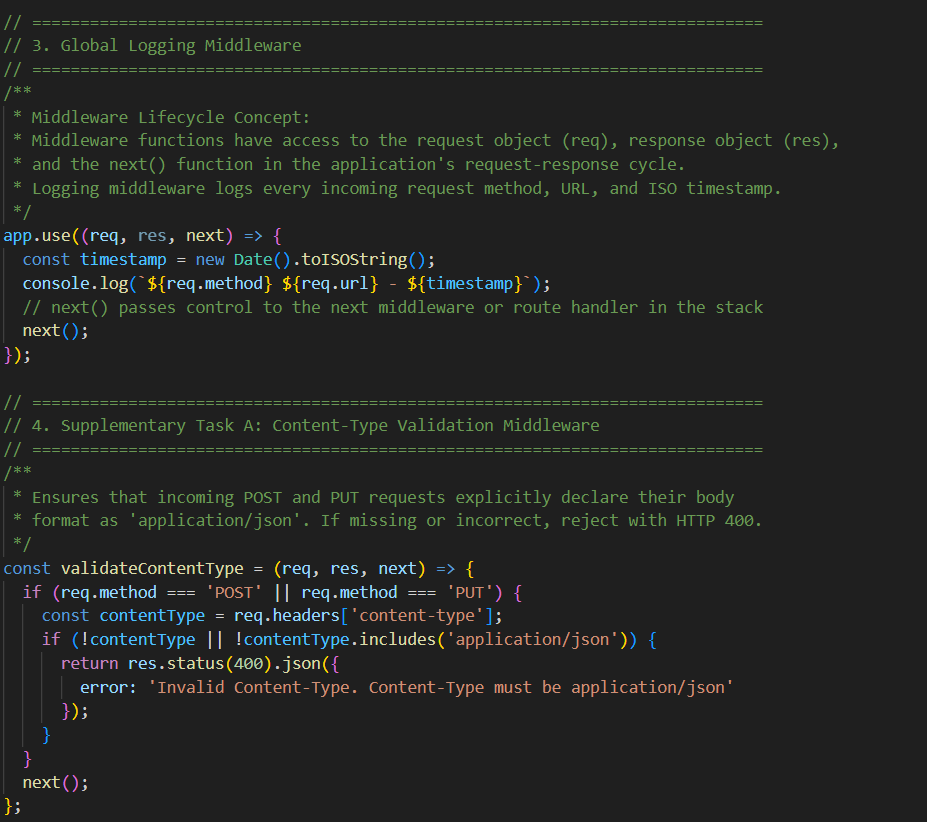 // ============================================================================
// 3. Global Logging Middleware
// ============================================================================
/**
 * Middleware Lifecycle Concept:
 * Middleware functions have access to the request object (req), response object (res),
 * and the next() function in the application's request-response cycle.
 * Logging middleware logs every incoming request method, URL, and ISO timestamp.
 */
app.use((req, res, next) => {
  const timestamp = new Date().toISOString();
  console.log(`${req.method} ${req.url} - ${timestamp}`);
  // next() passes control to the next middleware or route handler in the stack
  next();
});

// ============================================================================
// 4. Supplementary Task A: Content-Type Validation Middleware
// ============================================================================
/**
 * Ensures that incoming POST and PUT requests explicitly declare their body
 * format as 'application/json'. If missing or incorrect, reject with HTTP 400.
 */
const validateContentType = (req, res, next) => {
  if (req.method === 'POST' || req.method === 'PUT') {
    const contentType = req.headers['content-type'];
    if (!contentType || !contentType.includes('application/json')) {
      return res.status(400).json({
        error: 'Invalid Content-Type. Content-Type must be application/json'
      });
    }
  }
  next();
};